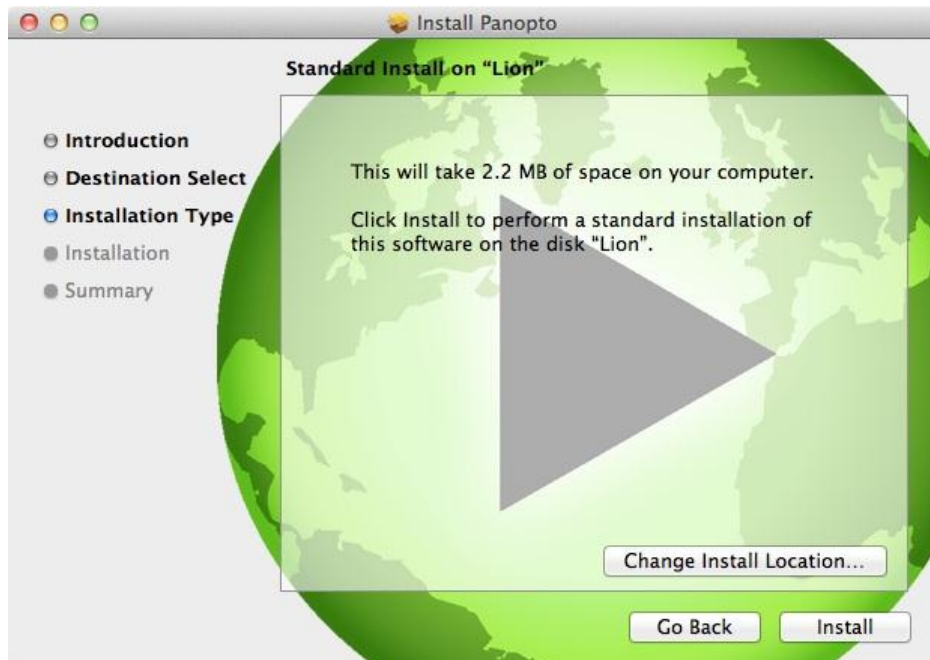 Install Panopto
Standard Install on “Lion”
Introduction
Destination Select
Installation Type
Installation
Summary
This will take 2.2 MB of space on your computer.
Click Install to perform a standard installation of
this software on the disk “Lion”.
Change Install Location...
Go Back
Install